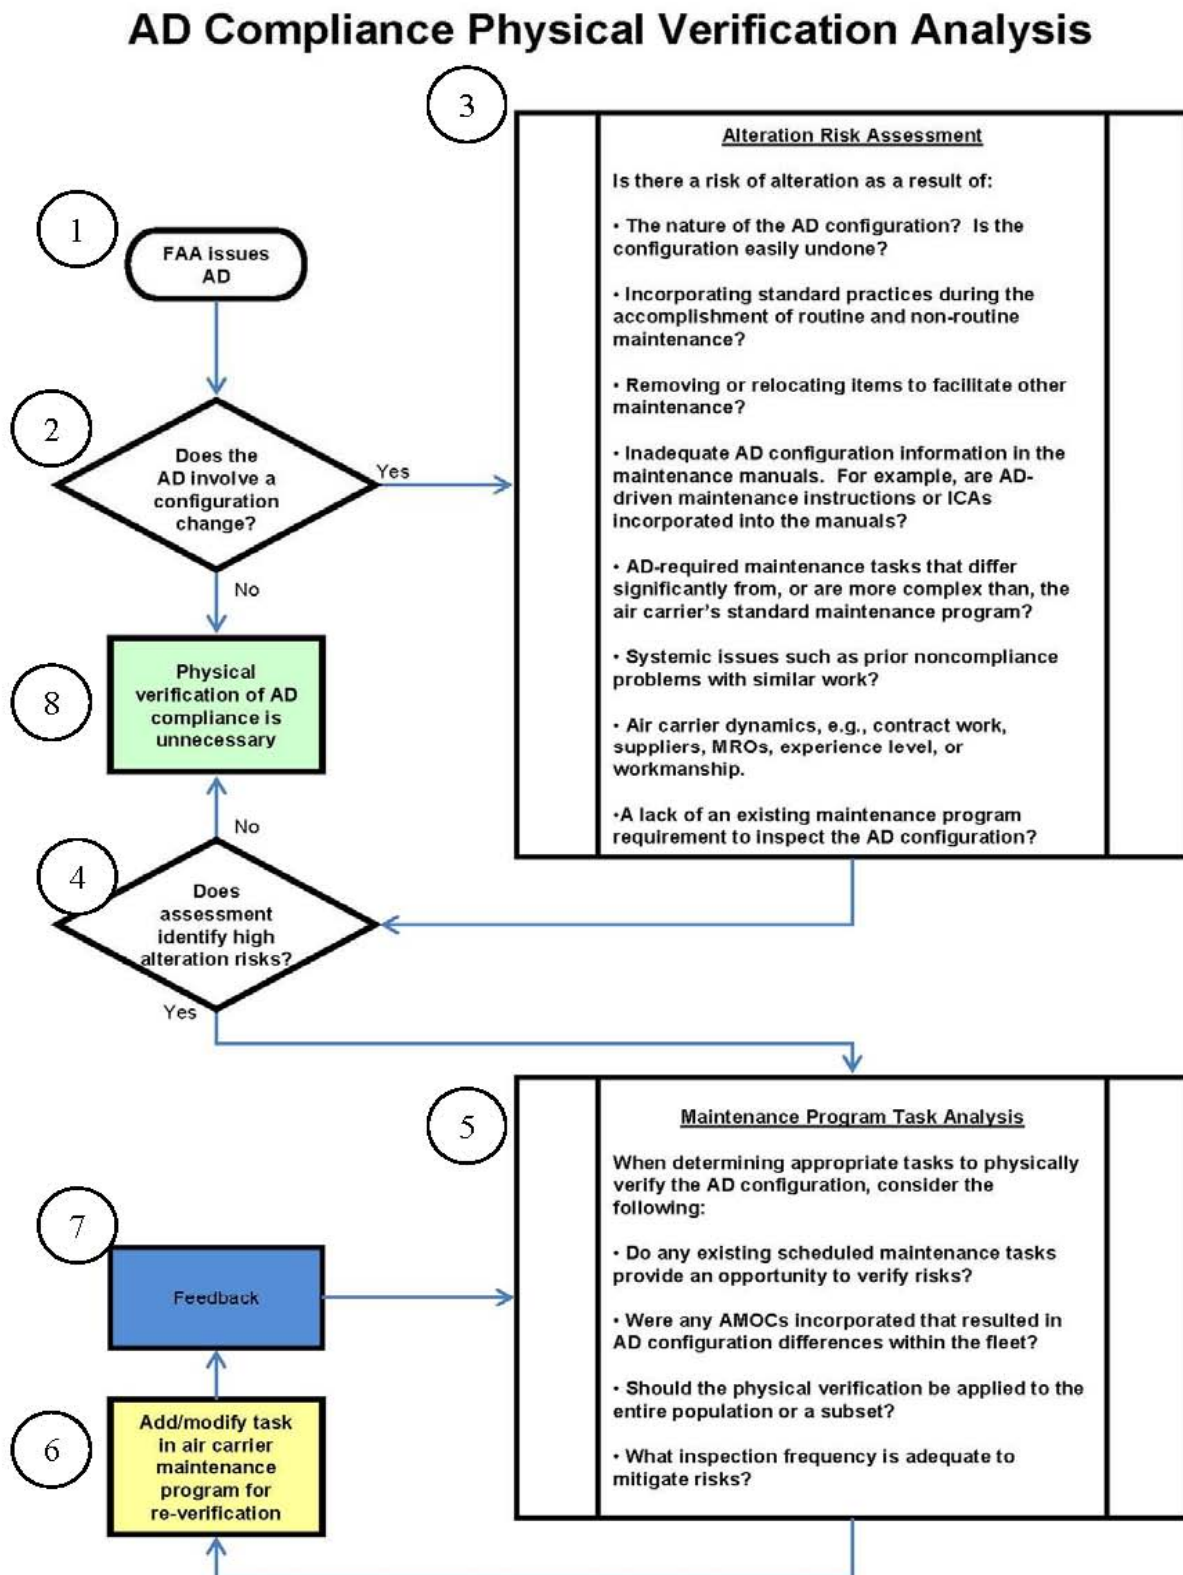 AD Compliance Physical Verification Analysis
1
FAA issues
AD
2
Does the
AD involve a
configuration
change?
Yes
No
3
Alteration Risk Assessment
Is there a risk of alteration as a result of:
• The nature of the AD configuration? Is the
configuration easily undone?
• Incorporating standard practices during the
accomplishment of routine and non-routine
maintenance?
• Removing or relocating items to facilitate other
maintenance?
• Inadequate AD configuration information in the
maintenance manuals. For example, are AD-
driven maintenance instructions or ICAs
incorporated into the manuals?
• AD-required maintenance tasks that differ
significantly from, or are more complex than, the
air carrier's standard maintenance program?
• Systemic issues such as prior noncompliance
problems with similar work?
• Air carrier dynamics, e.g., contract work,
suppliers, MROs, experience level, or
workmanship.
•A lack of an existing maintenance program
requirement to inspect the AD configuration?
8
Physical
verification of AD
compliance is
unnecessary
No
4
Does
assessment
identify high
alteration risks?
Yes
5
Maintenance Program Task Analysis
When determining appropriate tasks to physically
verify the AD configuration, consider the
following:
• Do any existing scheduled maintenance tasks
provide an opportunity to verify risks?
• Were any AMOCs incorporated that resulted in
AD configuration differences within the fleet?
• Should the physical verification be applied to the
entire population or a subset?
• What inspection frequency is adequate to
mitigate risks?
7
Feedback
6
Add/modify task
in air carrier
maintenance
program for
re-verification